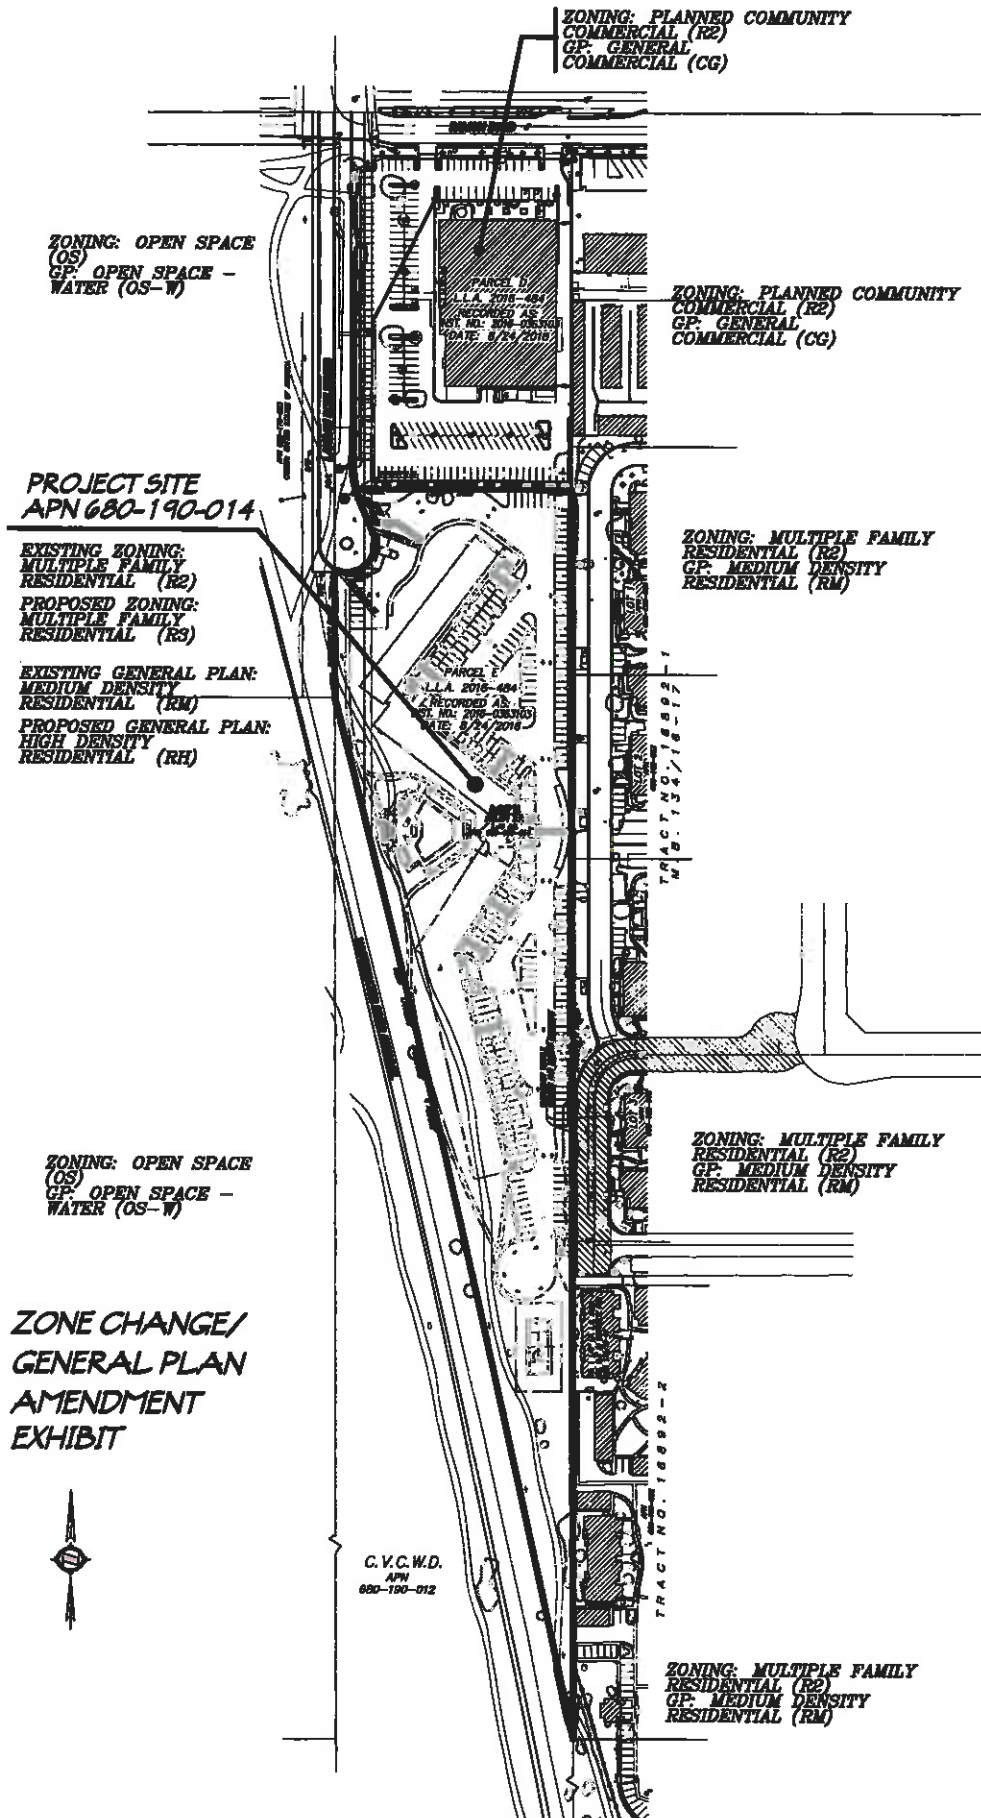 ZONING: PLANNED COMMUNITY
COMMERCIAL (R2)
GP: GENERAL
COMMERCIAL (CG)
ZONING: OPEN SPACE
(OS)
GP: OPEN SPACE -
WATER (OS-W)
PARCEL D
L.L.A. 2016-484
RECORDED AS:
DATE: 8/24/2016
ZONING: PLANNED COMMUNITY
COMMERCIAL (R2)
GP: GENERAL
COMMERCIAL (CG)
PROJECT SITE
APN 680-190-014
EXISTING ZONING:
MULTIPLE FAMILY
RESIDENTIAL (R2)
PROPOSED ZONING:
MULTIPLE FAMILY
RESIDENTIAL (R3)
EXISTING GENERAL PLAN:
MEDIUM DENSITY
RESIDENTIAL (RM)
PROPOSED GENERAL PLAN:
HIGH DENSITY
RESIDENTIAL (RH)
ZONING: MULTIPLE FAMILY
RESIDENTIAL (R2)
GP: MEDIUM DENSITY
RESIDENTIAL (RM)
PARCEL E
L.L.A. 2016-484
RECORDED AS:
INST. NO.: 2016-0363103
DATE: 8/24/2016
LOT 2
TRACT NO. 16892-1
M.B. 134/16-17
ZONING: MULTIPLE FAMILY
RESIDENTIAL (R2)
GP: MEDIUM DENSITY
RESIDENTIAL (RM)
ZONING: OPEN SPACE
(OS)
GP: OPEN SPACE -
WATER (OS-W)
ZONE CHANGE/
GENERAL PLAN
AMENDMENT
EXHIBIT
TRACT NO. 16892-2
C.V.C.W.D.
APN
680-190-012
ZONING: MULTIPLE FAMILY
RESIDENTIAL (R2)
GP: MEDIUM DENSITY
RESIDENTIAL (RM)